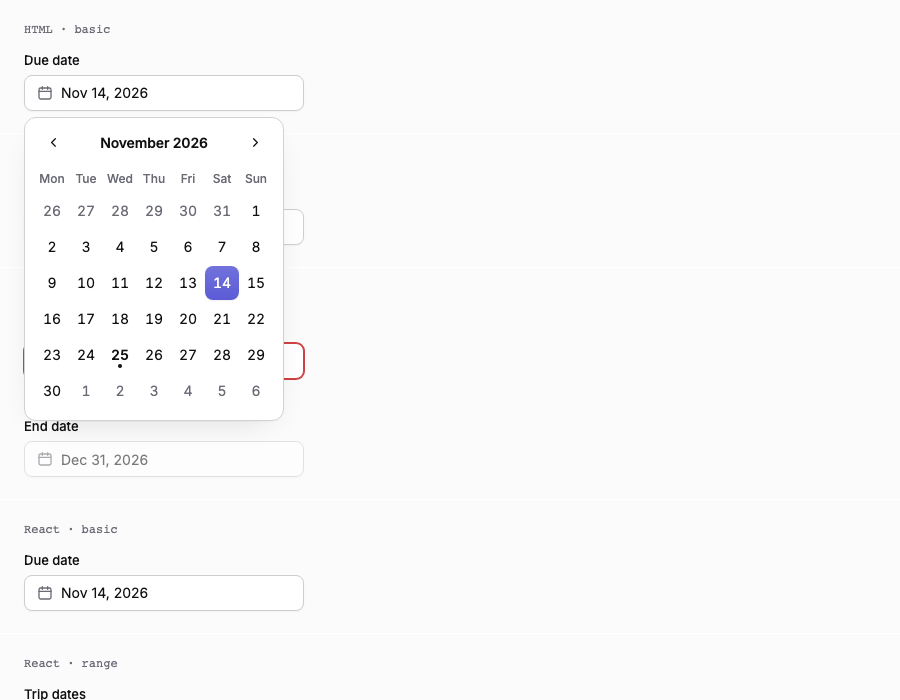 HTML · basic
Due date
Nov 14, 2026
November 2026
Mon Tue Wed Thu Fri Sat Sun
26 27 28 29 30 31 1
2 3 4 5 6 7 8
9 10 11 12 13 14 15
16 17 18 19 20 21 22
23 24 25 26 27 28 29
30 1 2 3 4 5 6
End date
Dec 31, 2026
React · basic
Due date
Nov 14, 2026
React · range
Trip dates